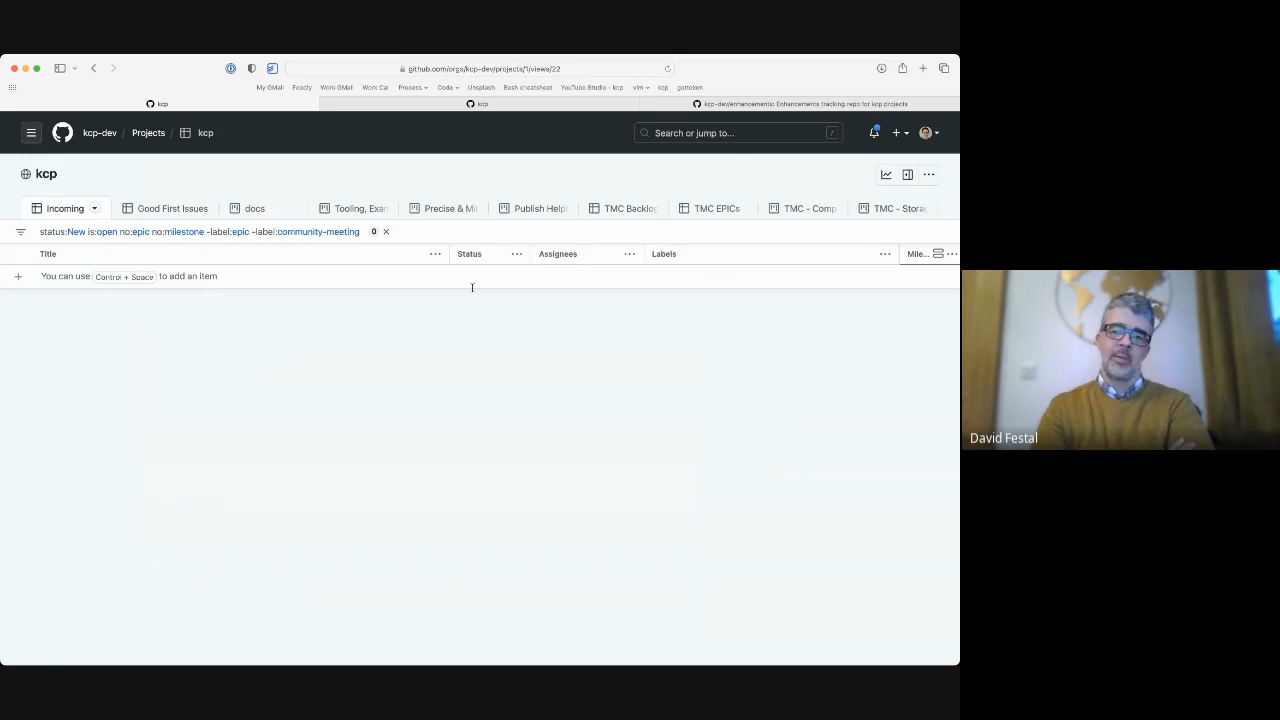 github.com/orgs/kcp-dev/projects/1/views/22
My GMail Feedly Work GMail Work Cal Process Code Unsplash Bash cheatsheet YouTube Studio - kcp vim kcp gettoken
kcp kcp kcp-dev/enhancements: Enhancements tracking repo for kcp projects
kcp-dev / Projects / kcp Search or jump to... /
kcp
Incoming Good First Issues docs Tooling, Exan Precise & Mi Publish Help TMC Backlog TMC EPICs TMC - Comp TMC - Storag
status:New is:open no:epic no:milestone -label:epic -label:community-meeting 0
Title Status Assignees Labels Mile...
You can use Control + Space to add an item
David Festal